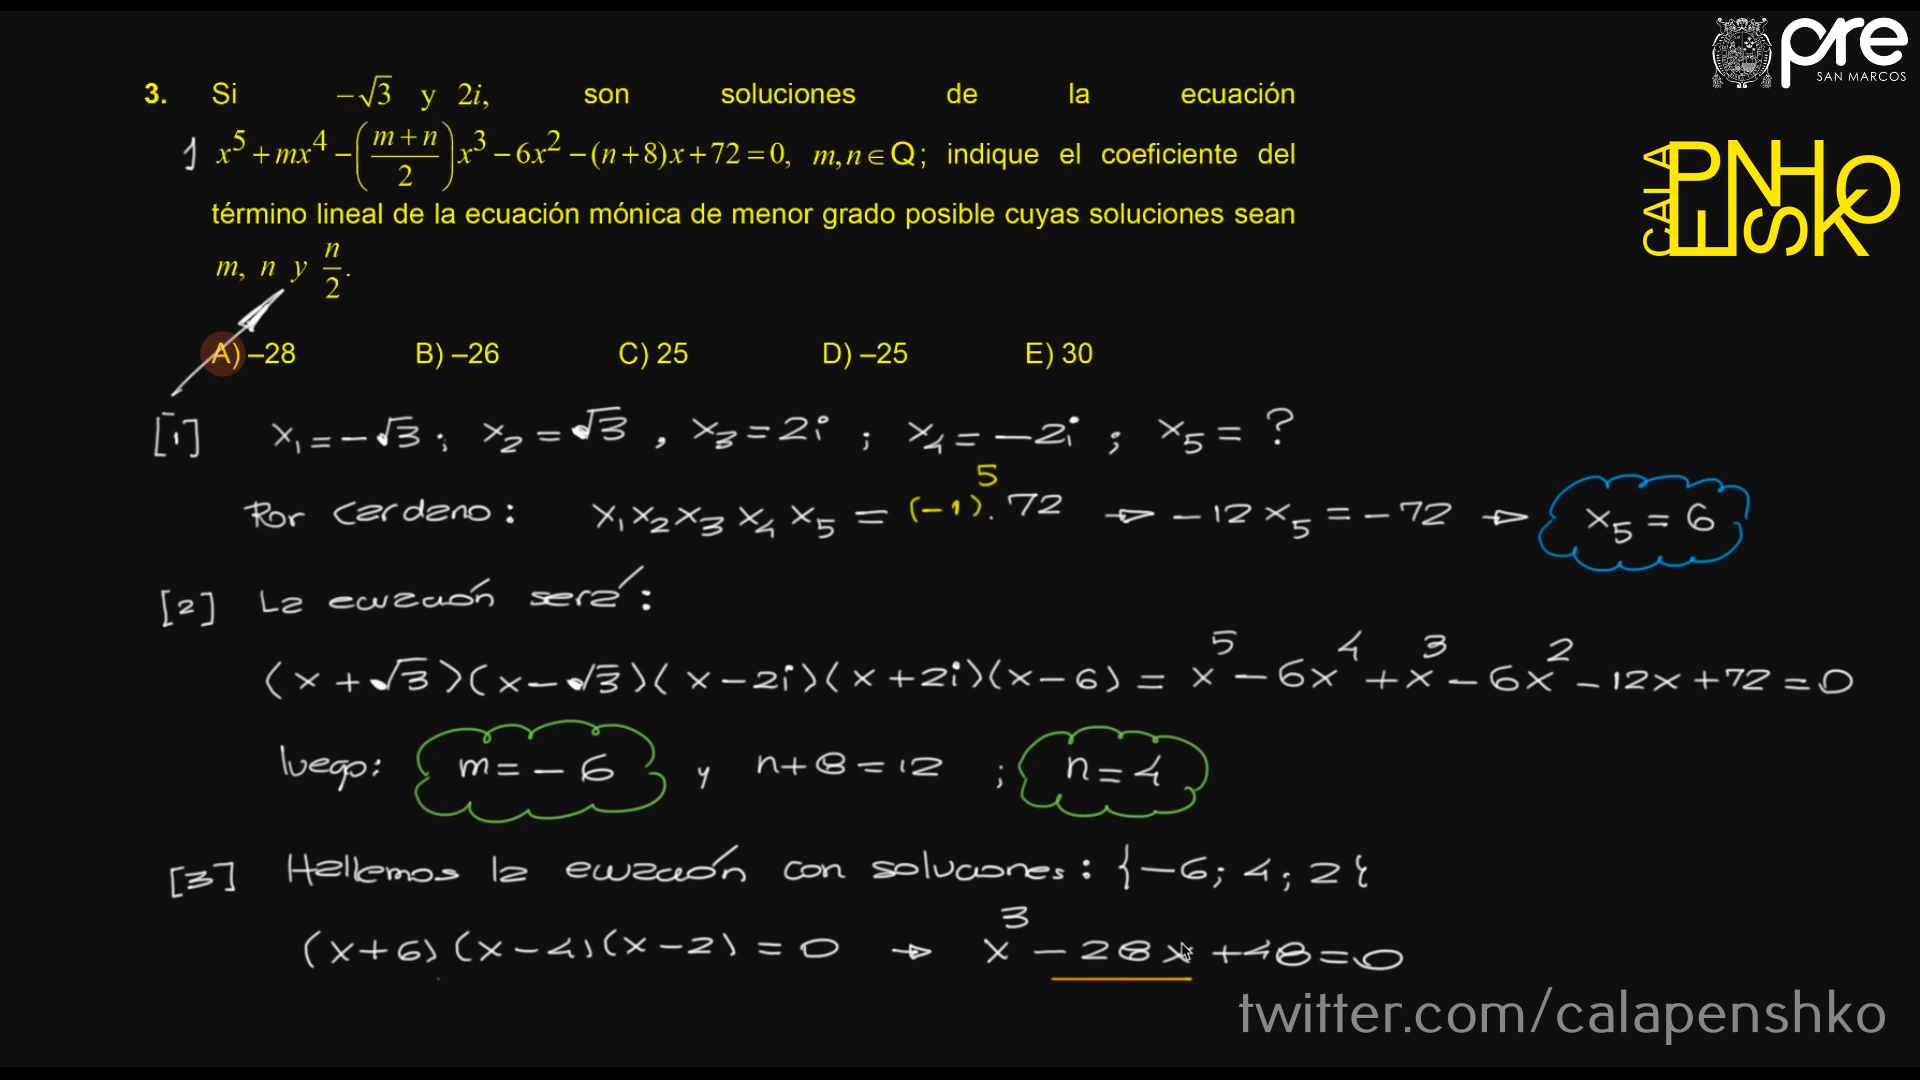 pre
SAN MARCOS
CALA
PENSHKO
3. Si −√3 y 2i, son soluciones de la ecuación
1 x⁵ + mx⁴ − ((m+n)/2)x³ − 6x² − (n+8)x + 72 = 0, m,n∈Q; indique el coeficiente del
término lineal de la ecuación mónica de menor grado posible cuyas soluciones sean
m, n y n/2.
A) –28 B) –26 C) 25 D) –25 E) 30
[1] x₁ = −√3 ; x₂ = √3 , x₃ = 2i ; x₄ = −2i ; x₅ = ?
Por Cardano : x₁x₂x₃x₄x₅ = (−1)⁵. 72 → −12x₅ = −72 → x₅ = 6
[2] La ecuación será :
(x+√3)(x−√3)(x−2i)(x+2i)(x−6) = x⁵ − 6x⁴ + x³ − 6x² − 12x + 72 = 0
luego: m = −6 y n+8 = 12 ; n = 4
[3] Hallemos la ecuación con soluciones : {−6; 4; 2}
(x+6)(x−4)(x−2) = 0 → x³ − 28x + 48 = 0
twitter.com/calapenshko